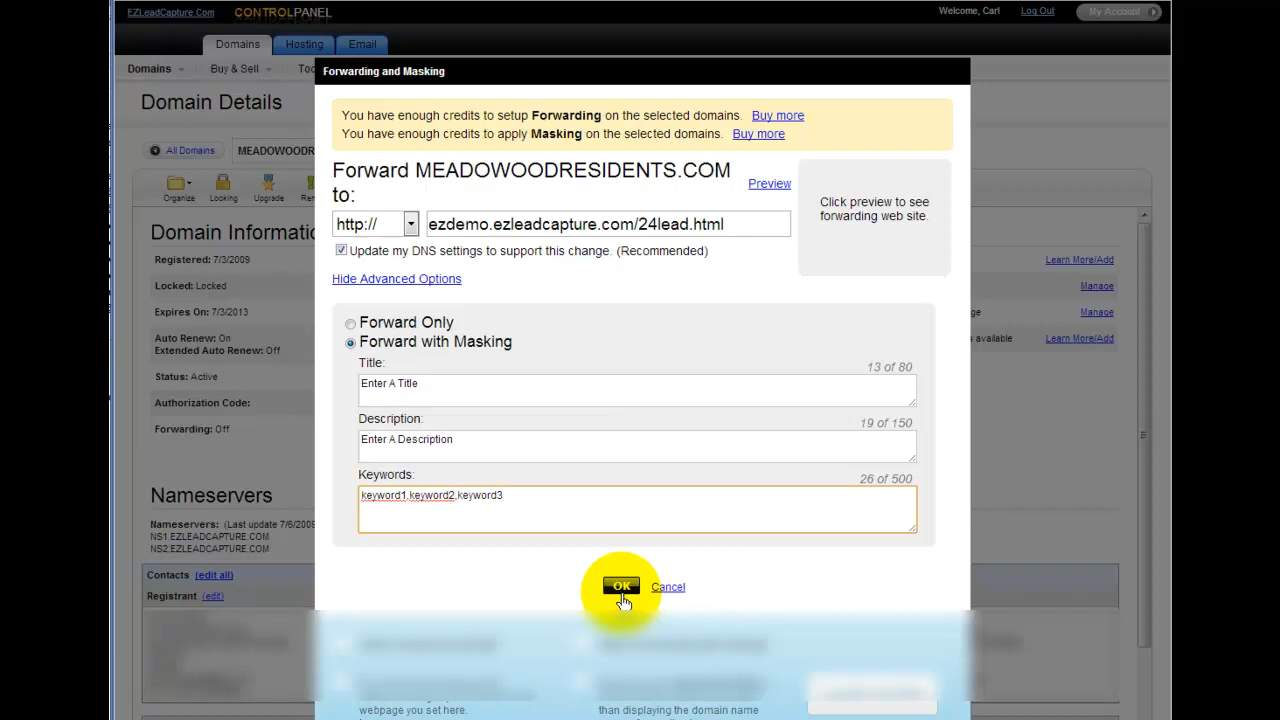 EZLeadCapture.Com
CONTROLPANEL
Welcome, Carl
Log Out
My Account
Domains
Hosting
Email
Domains
Buy & Sell
Forwarding and Masking
Domain Details
You have enough credits to setup Forwarding on the selected domains. Buy more
You have enough credits to apply Masking on the selected domains. Buy more
All Domains
Forward MEADOWOODRESIDENTS.COM
to:
Preview
Click preview to see
forwarding web site.
Organize
Locking
Upgrade
http://
ezdemo.ezleadcapture.com/24lead.html
Update my DNS settings to support this change. (Recommended)
Hide Advanced Options
Registered: 7/3/2009
Learn More/Add
Locked: Locked
Manage
Expires On: 7/3/2013
Manage
Auto Renew: On
Extended Auto Renew: Off
available
Learn More/Add
Status: Active
Authorization Code:
Forwarding: Off
Forward Only
Forward with Masking
Title:
13 of 80
Enter A Title
Description:
19 of 150
Enter A Description
Keywords:
26 of 500
keyword1,keyword2,keyword3
OK
Cancel
Nameservers
Nameservers: (Last update 7/6/2009
NS1.EZLEADCAPTURE.COM
NS2.EZLEADCAPTURE.COM
Contacts (edit all)
Registrant (edit)
webpage you set here.
than displaying the domain name